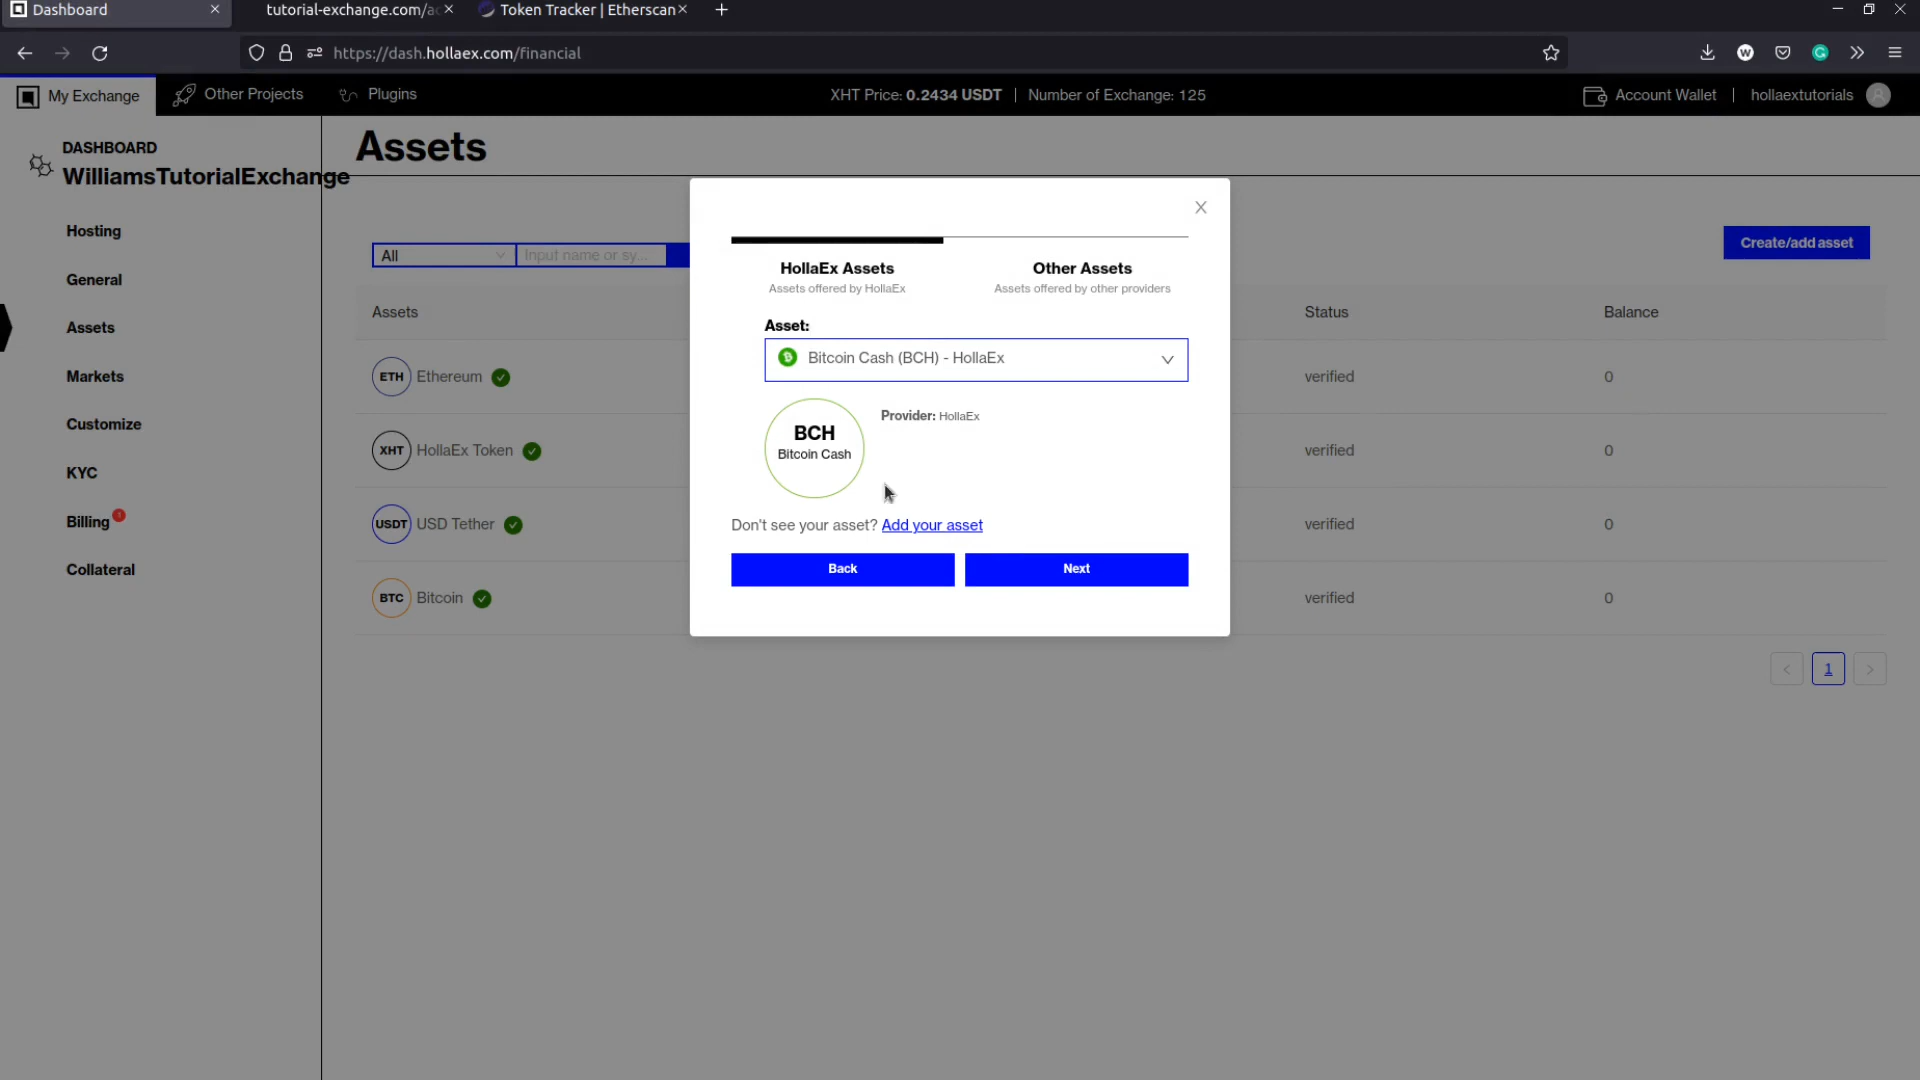 Dashboard
tutorial-exchange.com/a
Token Tracker | Etherscan
https://dash.hollaex.com/financial
My Exchange
Other Projects
Plugins
XHT Price: 0.2434 USDT | Number of Exchange: 125
Account Wallet | hollaextutorials
DASHBOARD
WilliamsTutorialExchange
Hosting
General
Assets
Markets
Customize
KYC
Billing
Collateral
Assets
All
Input name or sy...
Create/add asset
Assets
Status
Balance
ETH Ethereum
verified
0
XHT HollaEx Token
verified
0
USDT USD Tether
verified
0
BTC Bitcoin
verified
0
1
HollaEx Assets
Assets offered by HollaEx
Other Assets
Assets offered by other providers
Asset:
Bitcoin Cash (BCH) - HollaEx
BCH
Bitcoin Cash
Provider: HollaEx
Don't see your asset? Add your asset
Back
Next